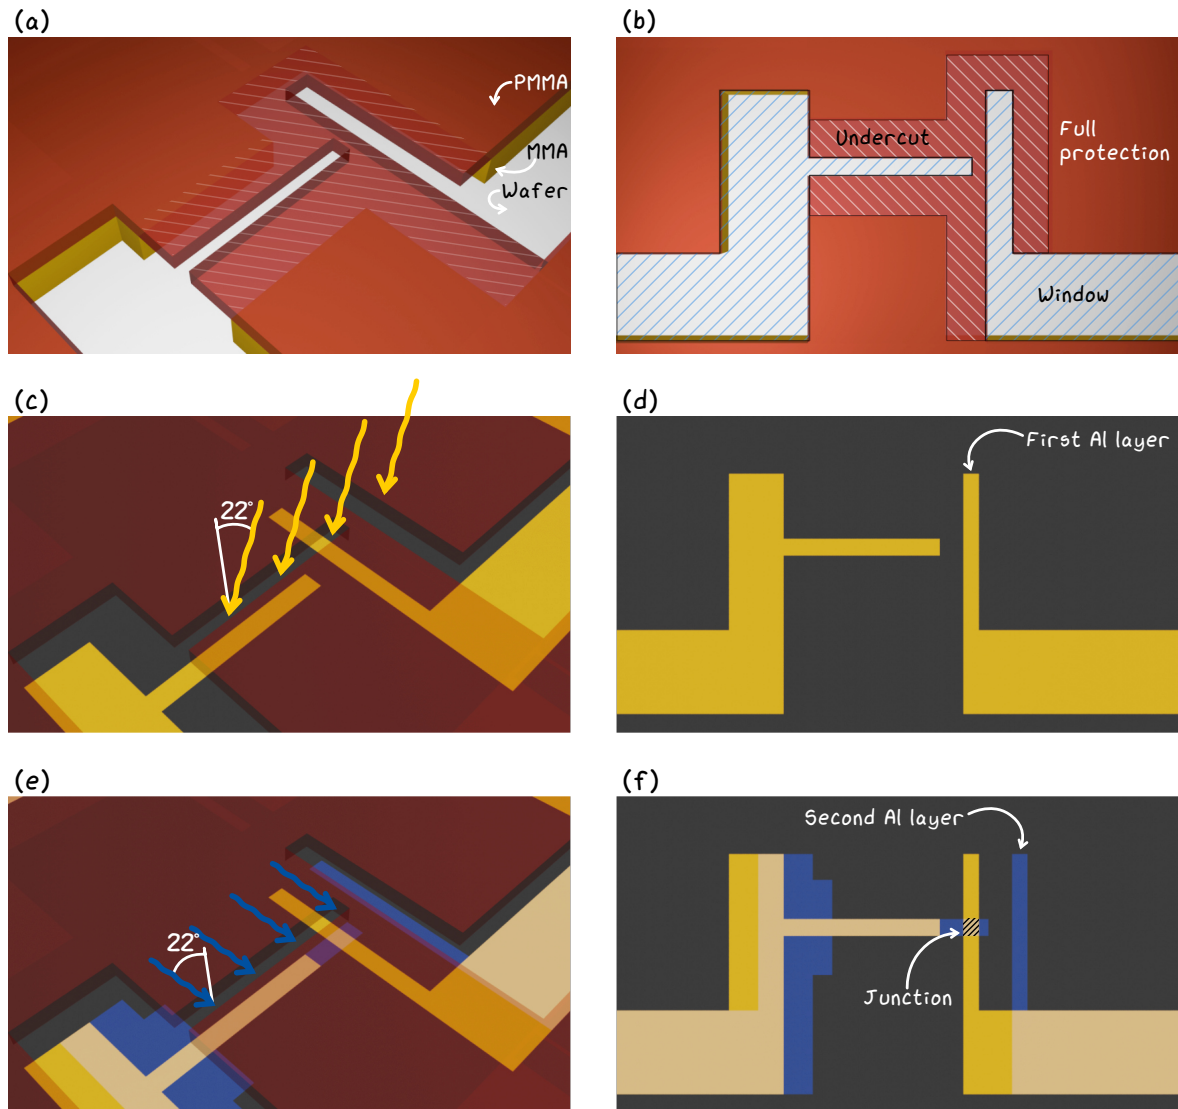 (a)
PMMA
MMA
Wafer
(b)
Undercut
Full
protection
Window
(c)
22°
(d)
First Al layer
(e)
22°
(f)
Second Al layer
Junction